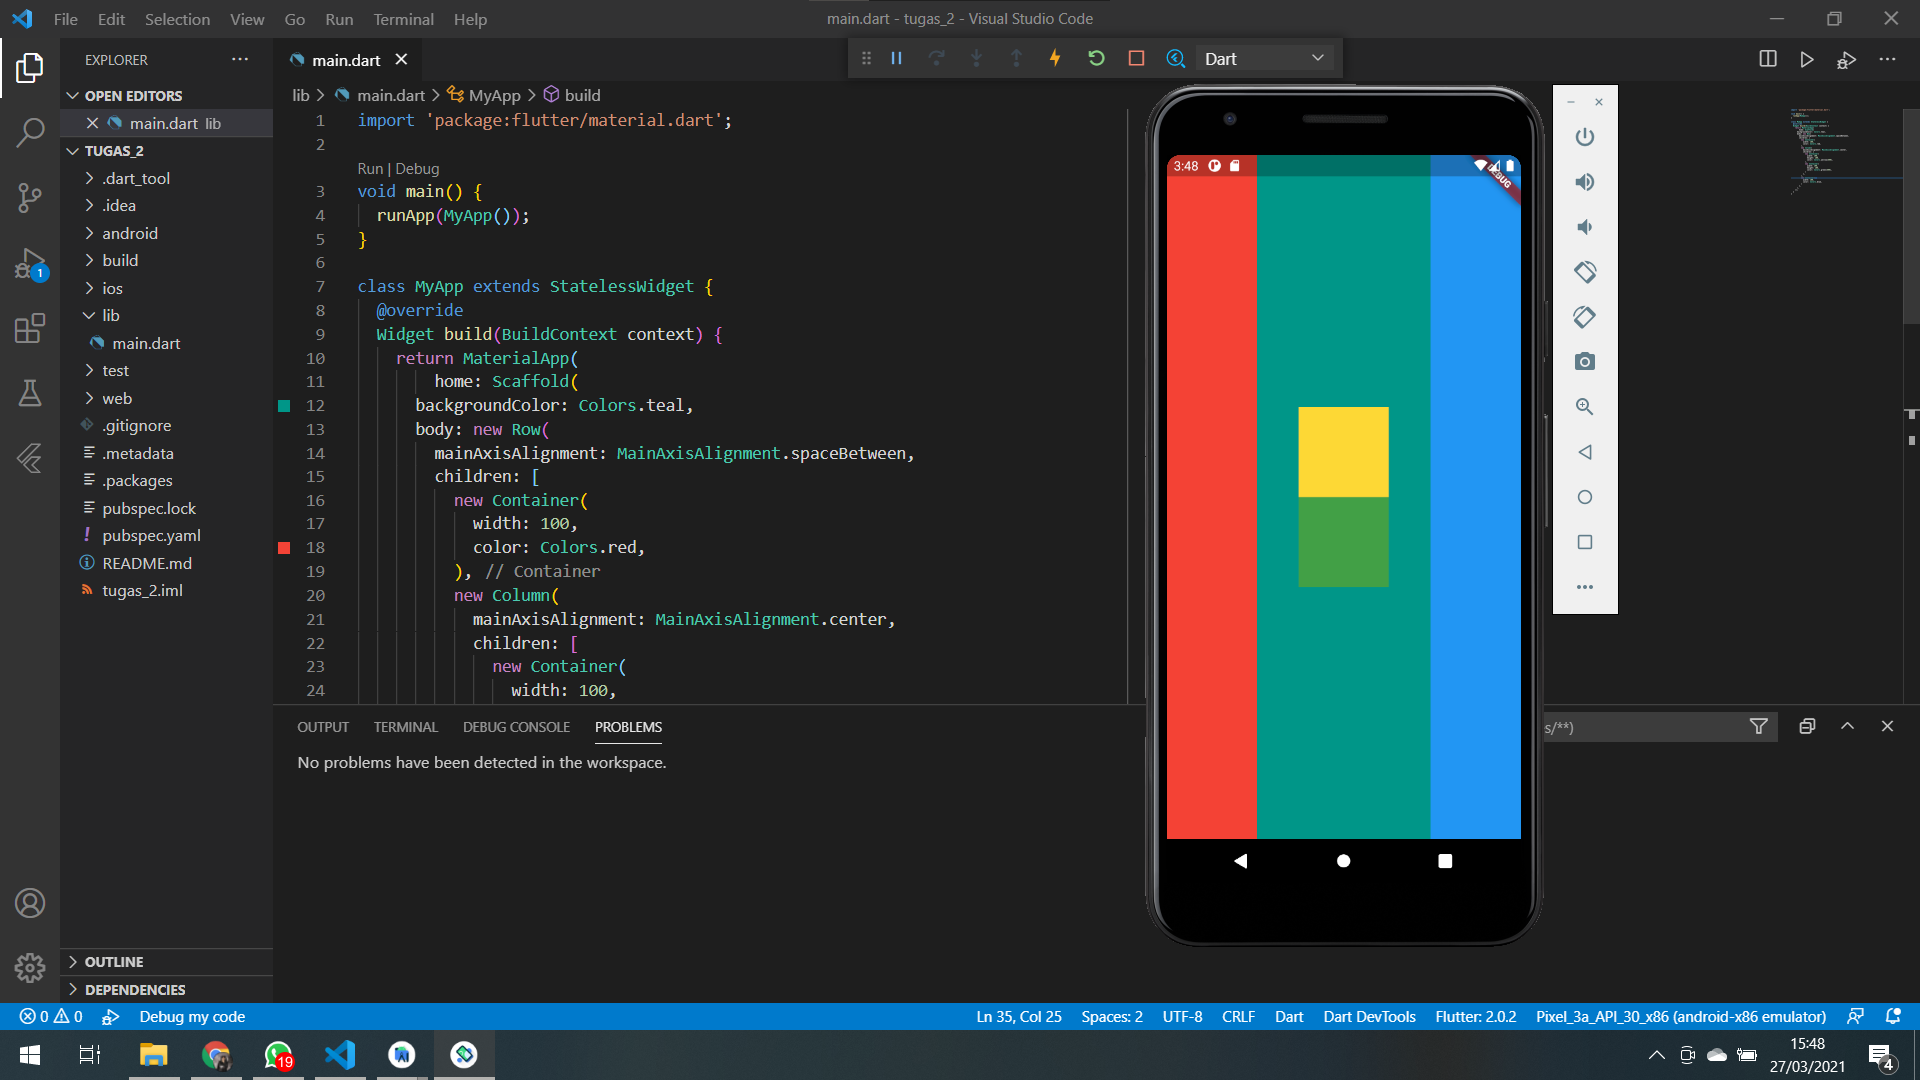 File Edit Selection View Go Run Terminal Help
main.dart - tugas_2 - Visual Studio Code
EXPLORER
main.dart
Dart
OPEN EDITORS
main.dart lib
TUGAS_2
.dart_tool
.idea
android
build
ios
lib
main.dart
test
web
.gitignore
.metadata
.packages
pubspec.lock
pubspec.yaml
README.md
tugas_2.iml
OUTLINE
DEPENDENCIES
lib > main.dart > MyApp > build
1 import 'package:flutter/material.dart';
2
Run | Debug
3 void main() {
4 runApp(MyApp());
5 }
6
7 class MyApp extends StatelessWidget {
8 @override
9 Widget build(BuildContext context) {
10 return MaterialApp(
11 home: Scaffold(
12 backgroundColor: Colors.teal,
13 body: new Row(
14 mainAxisAlignment: MainAxisAlignment.spaceBetween,
15 children: [
16 new Container(
17 width: 100,
18 color: Colors.red,
19 ), // Container
20 new Column(
21 mainAxisAlignment: MainAxisAlignment.center,
22 children: [
23 new Container(
24 width: 100,
3:48
DEBUG
OUTPUT TERMINAL DEBUG CONSOLE PROBLEMS
s/**)
No problems have been detected in the workspace.
1
0 0 Debug my code
Ln 35, Col 25 Spaces: 2 UTF-8 CRLF Dart Dart DevTools Flutter: 2.0.2 Pixel_3a_API_30_x86 (android-x86 emulator)
19
15:48
27/03/2021
4